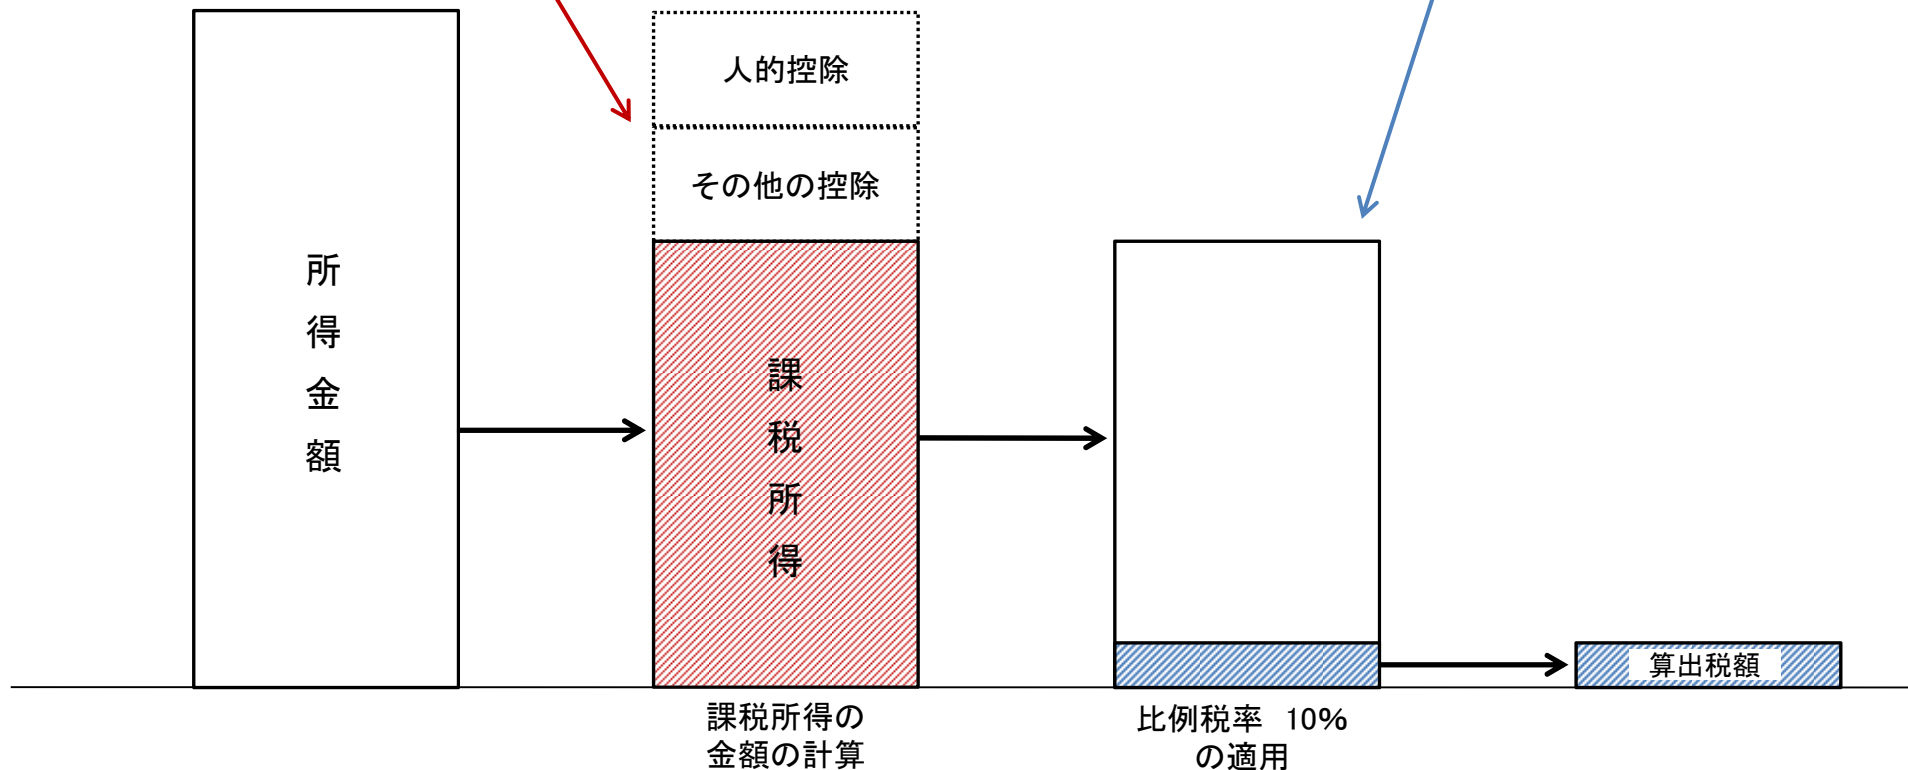 人的控除
その他の控除
所得金額
課税所得
算出税額
課税所得の
金額の計算
比例税率　10%
の適用